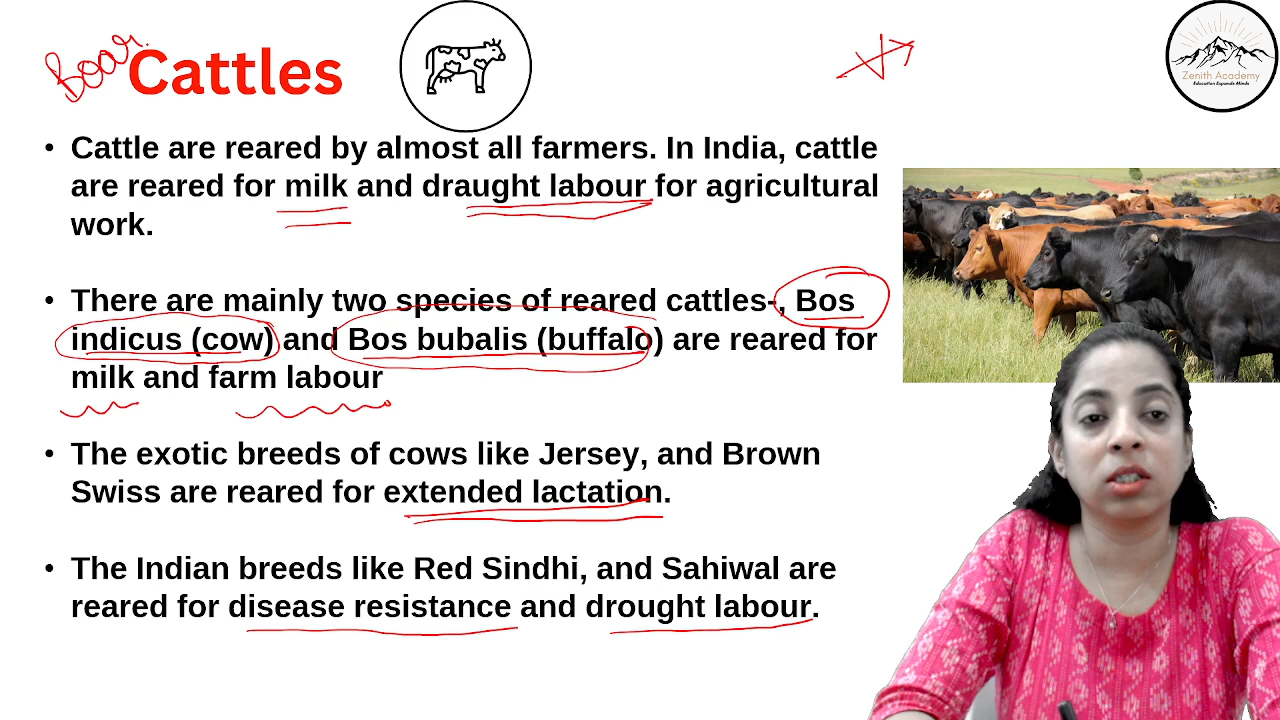 Boar
Cattles
Zenith Academy
Education Expands Minds
• Cattle are reared by almost all farmers. In India, cattle
are reared for milk and draught labour for agricultural
work.
• There are mainly two species of reared cattles-, Bos
indicus (cow) and Bos bubalis (buffalo) are reared for
milk and farm labour
• The exotic breeds of cows like Jersey, and Brown
Swiss are reared for extended lactation.
• The Indian breeds like Red Sindhi, and Sahiwal are
reared for disease resistance and drought labour.